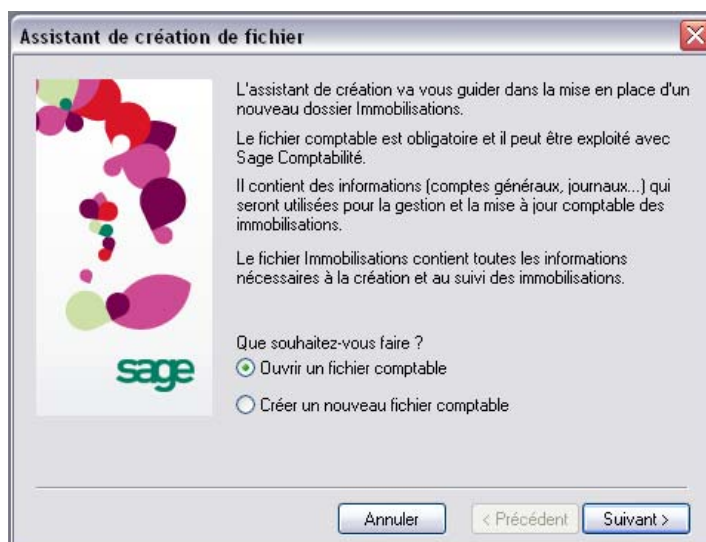 Assistant de création de fichier
L'assistant de création va vous guider dans la mise en place d'un
nouveau dossier Immobilisations.
Le fichier comptable est obligatoire et il peut être exploité avec
Sage Comptabilité.
Il contient des informations (comptes généraux, journaux...) qui
seront utilisées pour la gestion et la mise à jour comptable des
immobilisations.
Le fichier Immobilisations contient toutes les informations
nécessaires à la création et au suivi des immobilisations.
Que souhaitez-vous faire ?
Ouvrir un fichier comptable
Créer un nouveau fichier comptable
sage
Annuler
< Précédent
Suivant >